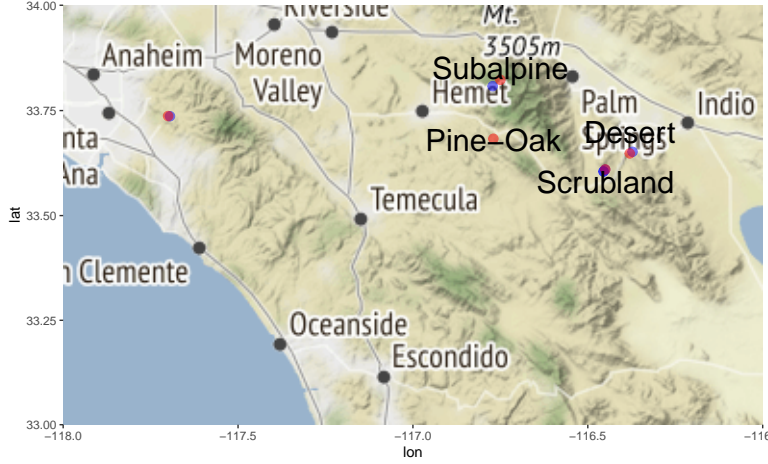 34.00
33.75
33.50
33.25
33.00
lat
Riverside
Mt.
3505m
Anaheim
Moreno
Valley
Subalpine
Hemet
Palm
Springs
Indio
nta
Ana
Pine−Oak
Desert
Scrubland
Temecula
n Clemente
Oceanside
Escondido
−118.0
−117.5
−117.0
−116.5
−116
lon